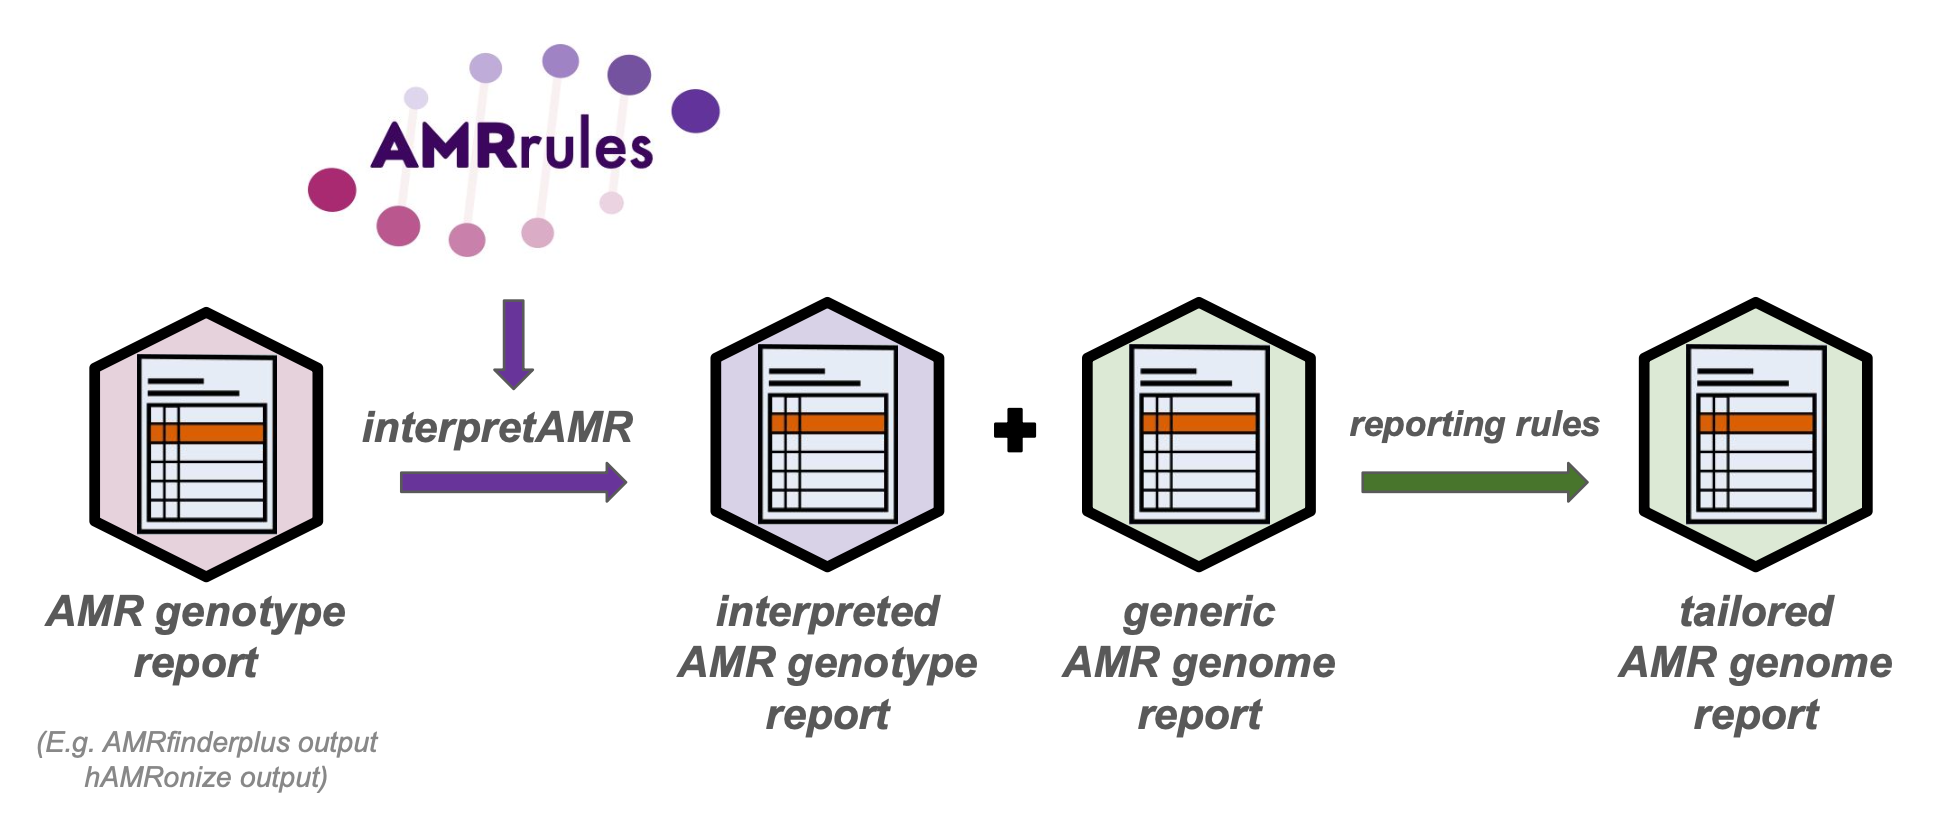 AMRrules
interpretAMR
reporting rules
AMR genotype
report
interpreted
AMR genotype
report
generic
AMR genome
report
tailored
AMR genome
report
(E.g. AMRfinderplus output
hAMRonize output)